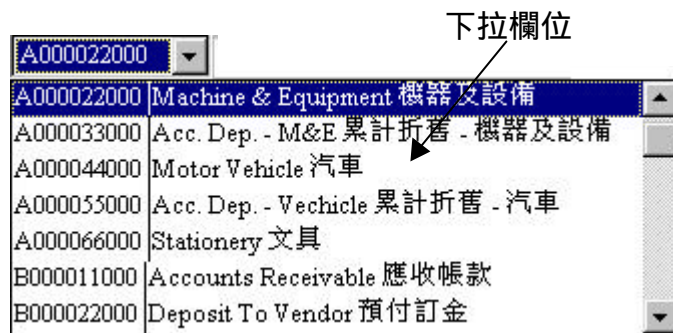 下拉欄位
A000022000
A000022000 Machine & Equipment 機器及設備
A000033000 Acc. Dep. - M&E 累計折舊 - 機器及設備
A000044000 Motor Vehicle 汽車
A000055000 Acc. Dep. - Vechicle 累計折舊 - 汽車
A000066000 Stationery 文具
B000011000 Accounts Receivable 應收帳款
B000022000 Deposit To Vendor 預付訂金